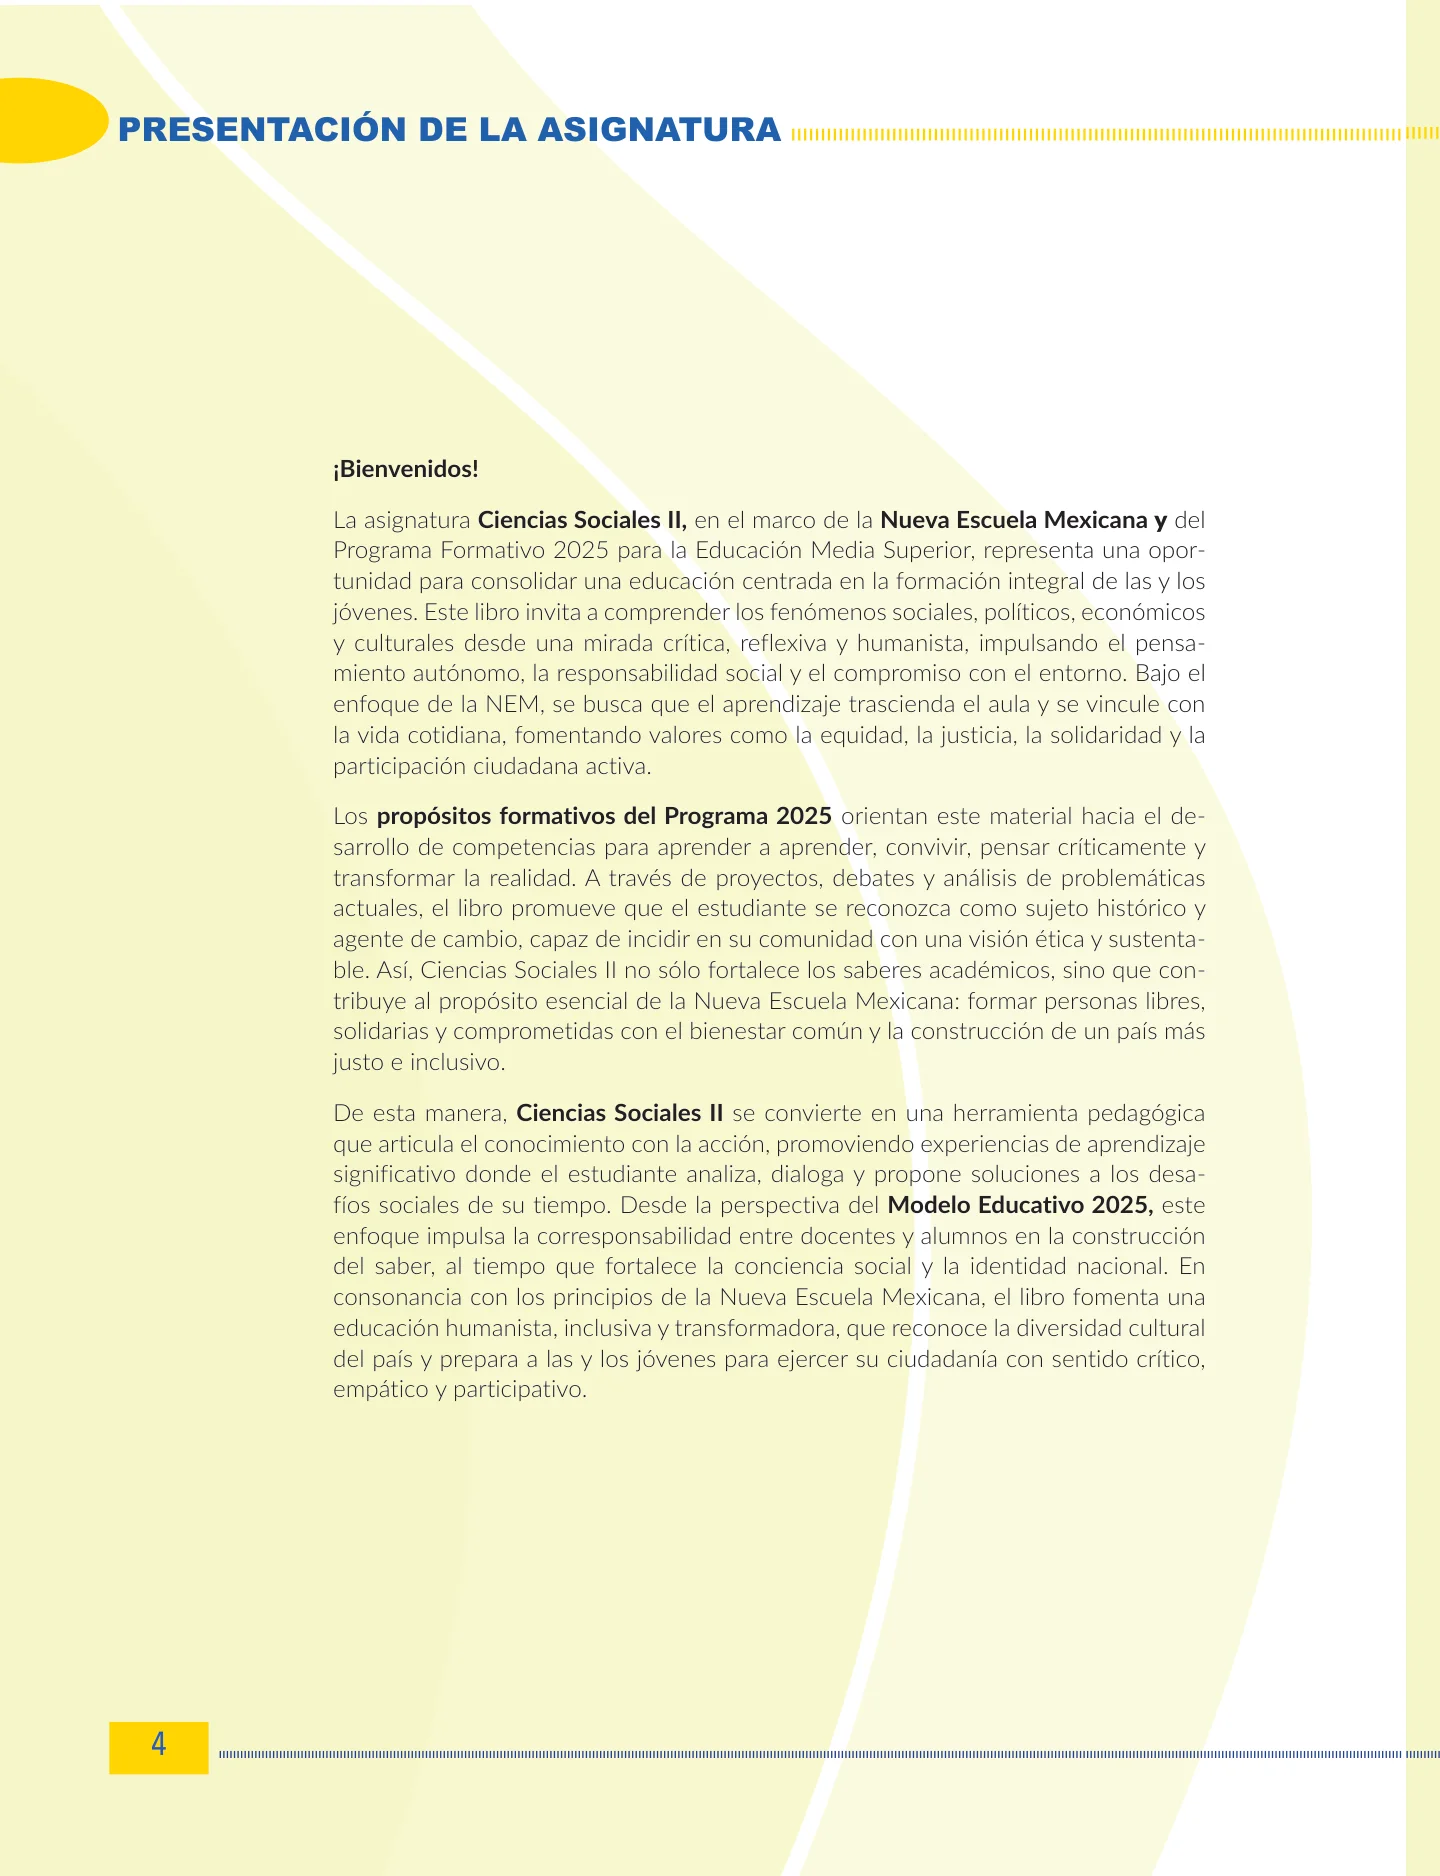 PRESENTACIÓN DE LA ASIGNATURA
¡Bienvenidos!
La asignatura Ciencias Sociales II, en el marco de la Nueva Escuela Mexicana y del
Programa Formativo 2025 para la Educación Media Superior, representa una opor-
tunidad para consolidar una educación centrada en la formación integral de las y los
jóvenes. Este libro invita a comprender los fenómenos sociales, políticos, económicos
y culturales desde una mirada crítica, reflexiva y humanista, impulsando el pensa-
miento autónomo, la responsabilidad social y el compromiso con el entorno. Bajo el
enfoque de la NEM, se busca que el aprendizaje trascienda el aula y se vincule con
la vida cotidiana, fomentando valores como la equidad, la justicia, la solidaridad y la
participación ciudadana activa.
Los propósitos formativos del Programa 2025 orientan este material hacia el de-
sarrollo de competencias para aprender a aprender, convivir, pensar críticamente y
transformar la realidad. A través de proyectos, debates y análisis de problemáticas
actuales, el libro promueve que el estudiante se reconozca como sujeto histórico y
agente de cambio, capaz de incidir en su comunidad con una visión ética y sustenta-
ble. Así, Ciencias Sociales II no sólo fortalece los saberes académicos, sino que con-
tribuye al propósito esencial de la Nueva Escuela Mexicana: formar personas libres,
solidarias y comprometidas con el bienestar común y la construcción de un país más
justo e inclusivo.
De esta manera, Ciencias Sociales II se convierte en una herramienta pedagógica
que articula el conocimiento con la acción, promoviendo experiencias de aprendizaje
significativo donde el estudiante analiza, dialoga y propone soluciones a los desa-
fíos sociales de su tiempo. Desde la perspectiva del Modelo Educativo 2025, este
enfoque impulsa la corresponsabilidad entre docentes y alumnos en la construcción
del saber, al tiempo que fortalece la conciencia social y la identidad nacional. En
consonancia con los principios de la Nueva Escuela Mexicana, el libro fomenta una
educación humanista, inclusiva y transformadora, que reconoce la diversidad cultural
del país y prepara a las y los jóvenes para ejercer su ciudadanía con sentido crítico,
empático y participativo.
4